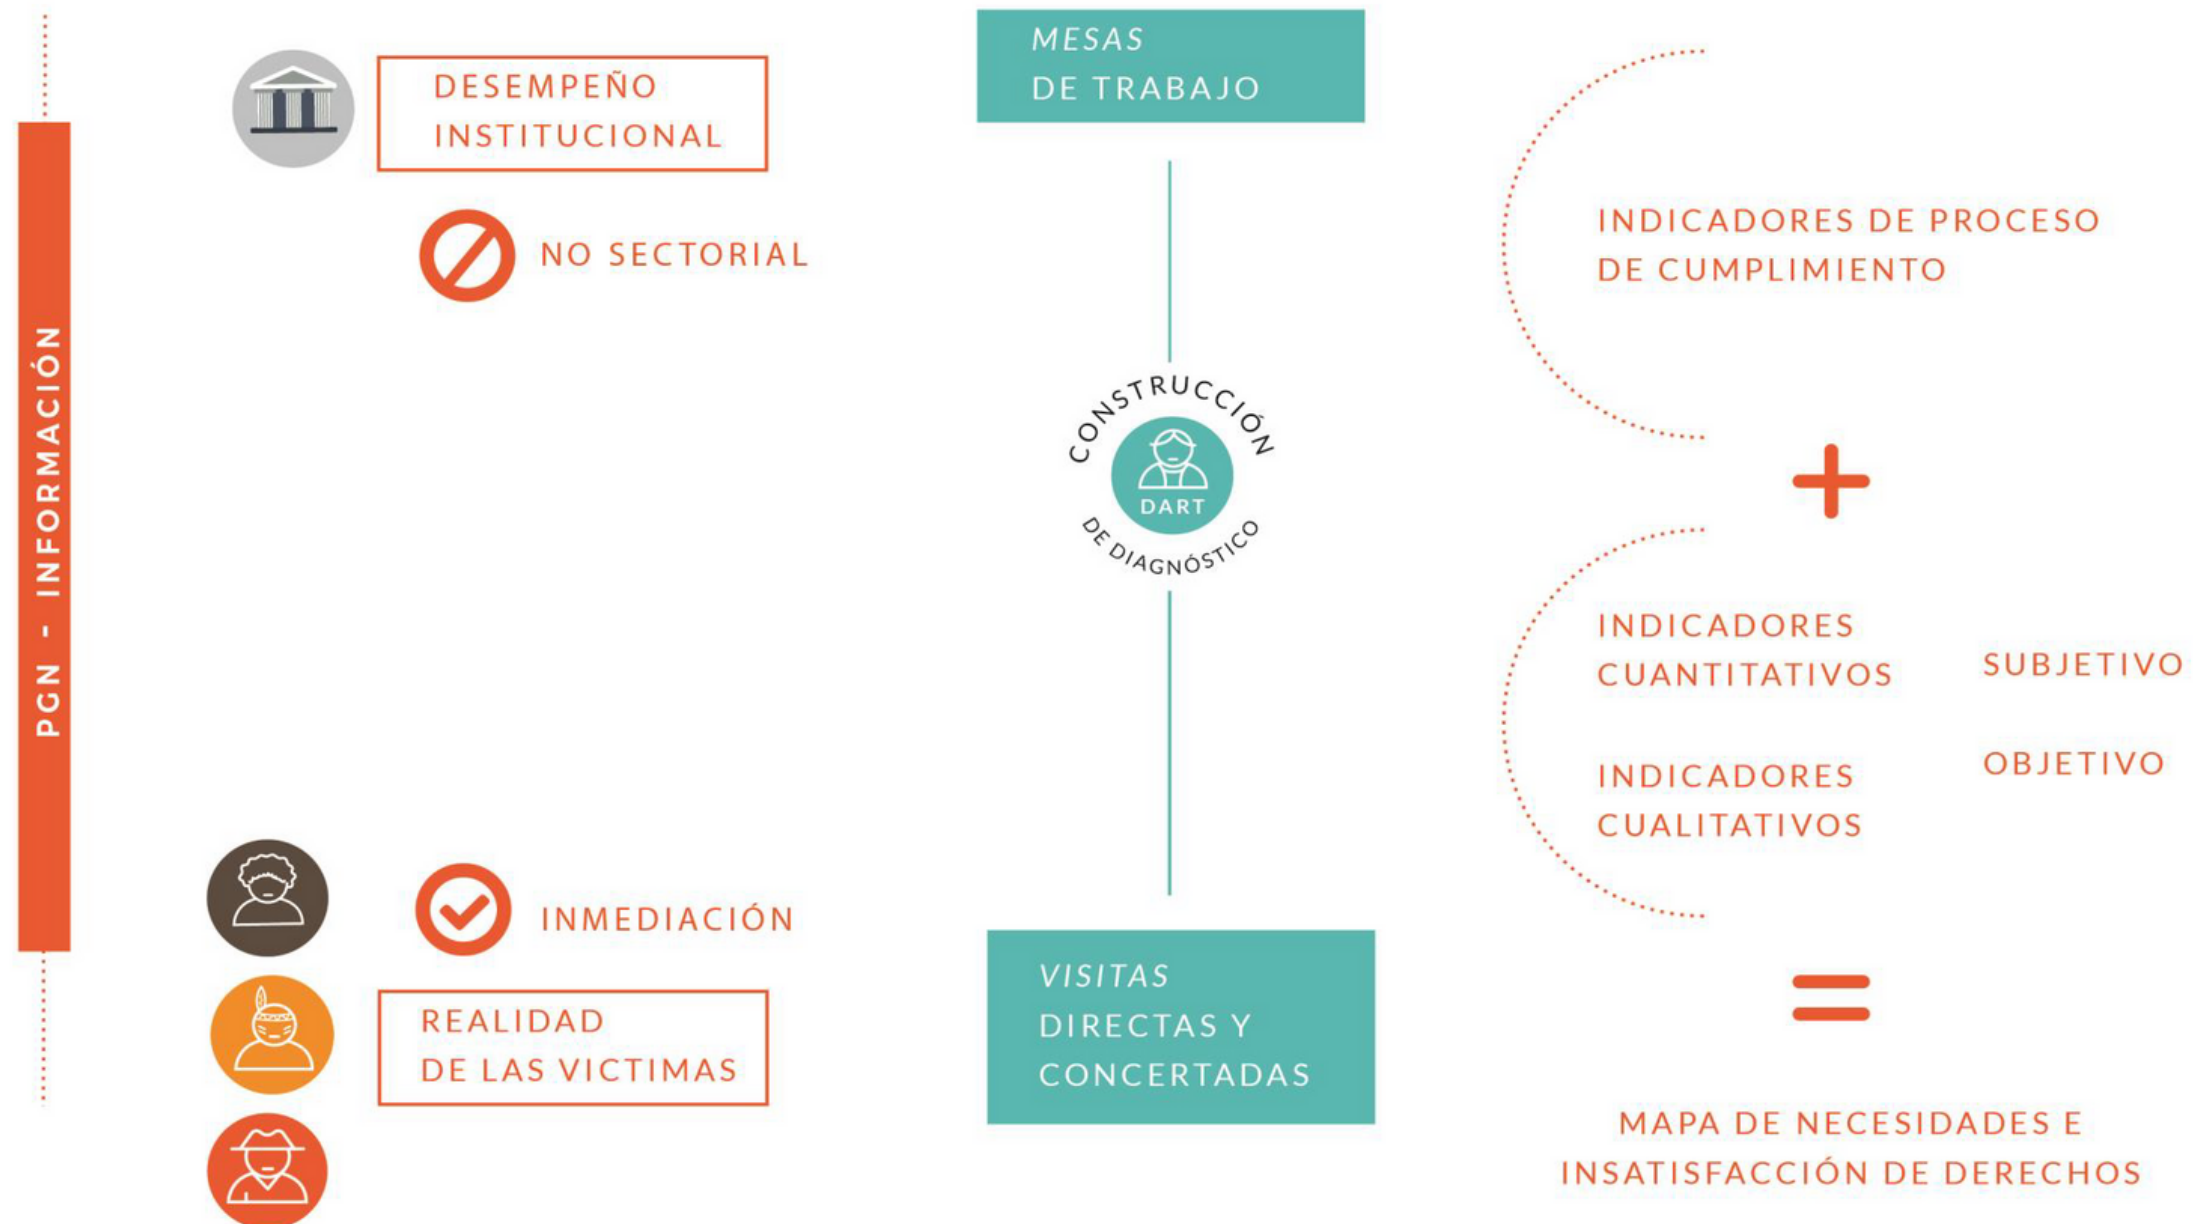 PGN - INFORMACIÓN
DESEMPEÑO
INSTITUCIONAL
NO SECTORIAL
INMEDIACIÓN
REALIDAD
DE LAS VICTIMAS
MESAS
DE TRABAJO
CONSTRUCCIÓN
DART
DE DIAGNÓSTICO
VISITAS
DIRECTAS Y
CONCERTADAS
INDICADORES DE PROCESO
DE CUMPLIMIENTO
+
INDICADORES
CUANTITATIVOS
SUBJETIVO
INDICADORES
CUALITATIVOS
OBJETIVO
=
MAPA DE NECESIDADES E
INSATISFACCIÓN DE DERECHOS